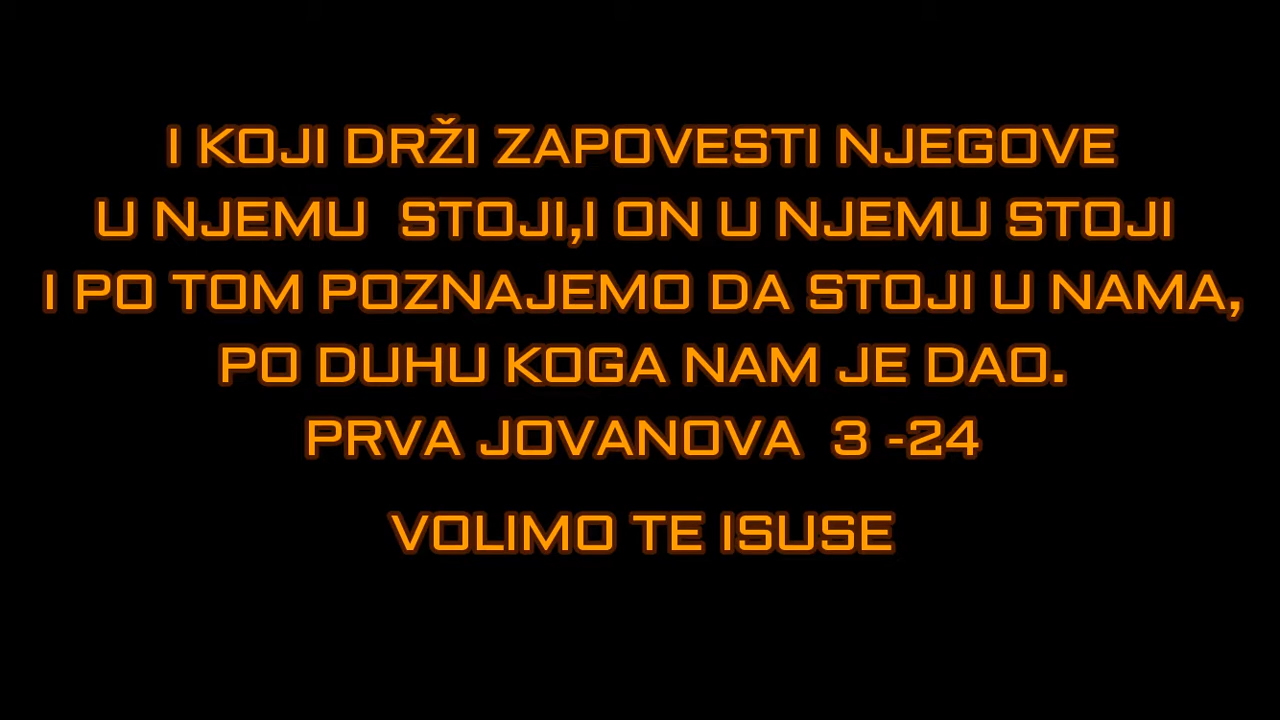 I KOJI DRŽI ZAPOVESTI NJEGOVE
U NJEMU  STOJI,I ON U NJEMU STOJI
I PO TOM POZNAJEMO DA STOJI U NAMA,
PO DUHU KOGA NAM JE DAO.
PRVA JOVANOVA  3 -24
VOLIMO TE ISUSE